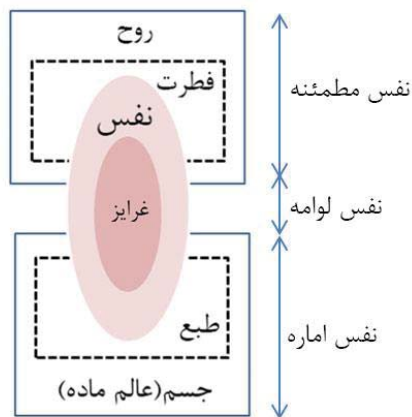 روح
فطرت
نفس
نفس مطمئنه
غرایز
نفس لوامه
طبع
نفس اماره
جسم(عالم ماده)